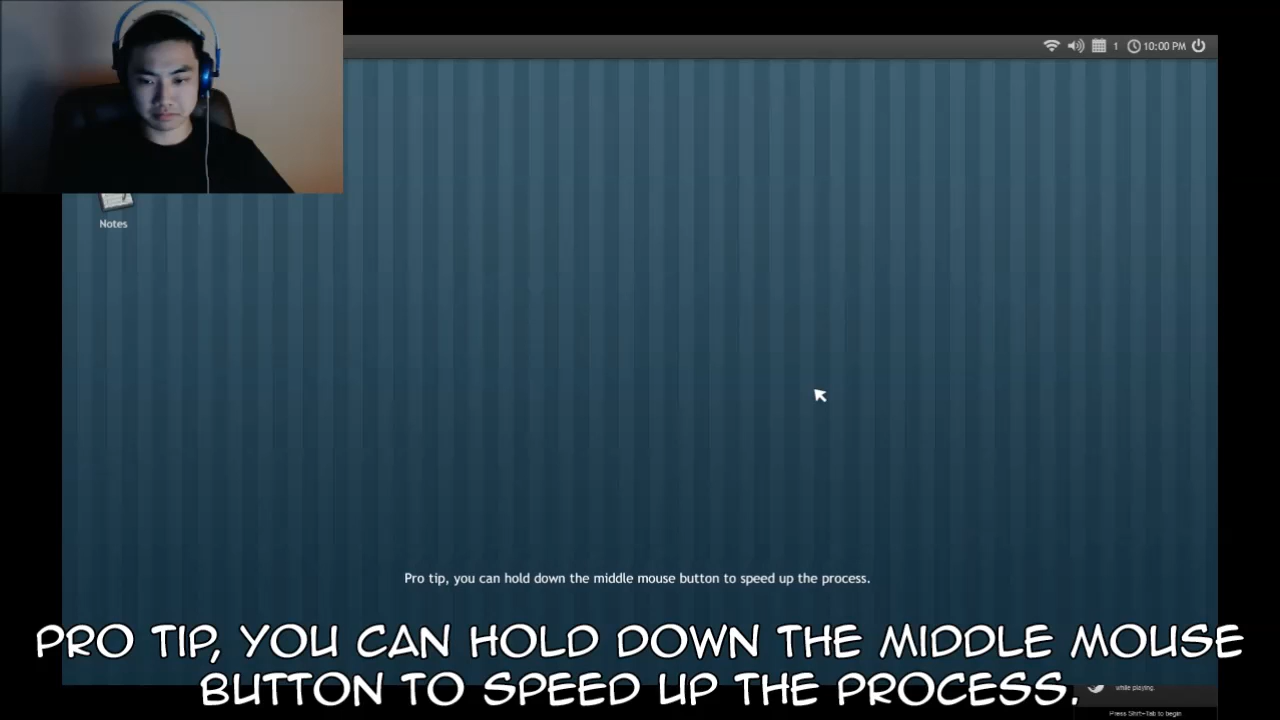 1 10:00 PM
Notes
Pro tip, you can hold down the middle mouse button to speed up the process.
PRO TIP, YOU CAN HOLD DOWN THE MIDDLE MOUSE
BUTTON TO SPEED UP THE PROCESS.
while playing.
Press Shift+Tab to begin